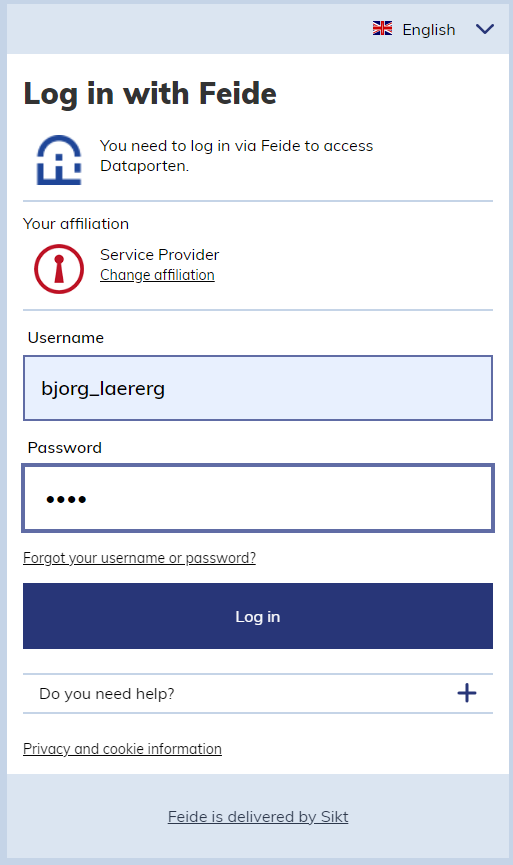 English
Log in with Feide
You need to log in via Feide to access
Dataporten.
Your affiliation
Service Provider
Change affiliation
Username
bjorg_laererg
Password
••••
Forgot your username or password?
Log in
Do you need help?
Privacy and cookie information
Feide is delivered by Sikt